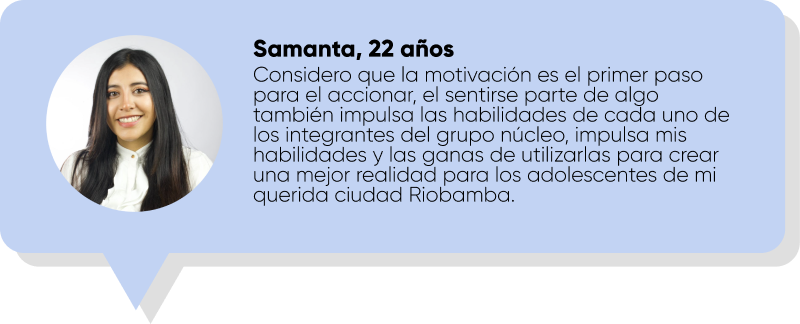 Samanta, 22 años
Considero que la motivación es el primer paso
para el accionar, el sentirse parte de algo
también impulsa las habilidades de cada uno de
los integrantes del grupo núcleo, impulsa mis
habilidades y las ganas de utilizarlas para crear
una mejor realidad para los adolescentes de mi
querida ciudad Riobamba.